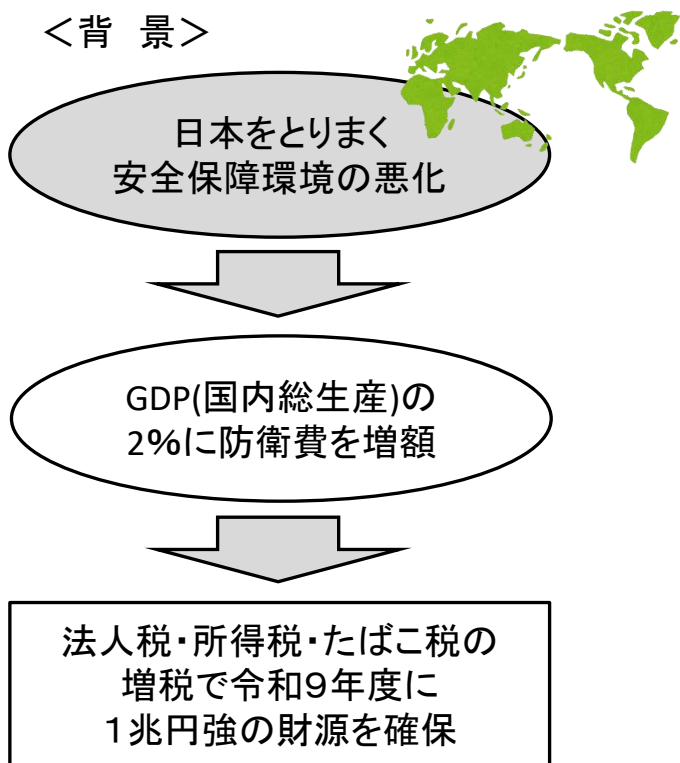 ＜背 景＞
日本をとりまく
安全保障環境の悪化
GDP(国内総生産)の
2%に防衛費を増額
法人税・所得税・たばこ税の
増税で令和９年度に
１兆円強の財源を確保